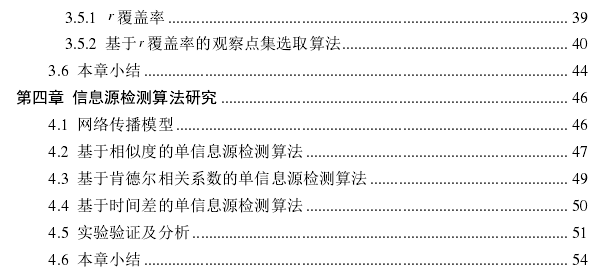 3.5.1 r覆盖率 ........ 39
3.5.2 基于r覆盖率的观察点集选取算法 ........ 40
3.6 本章小结 ........ 44
第四章 信息源检测算法研究 ........ 46
4.1 网络传播模型 ........ 46
4.2 基于相似度的单信息源检测算法 ........ 47
4.3 基于肯德尔相关系数的单信息源检测算法 ........ 49
4.4 基于时间差的单信息源检测算法 ........ 50
4.5 实验验证及分析 ........ 51
4.6 本章小结 ........ 54